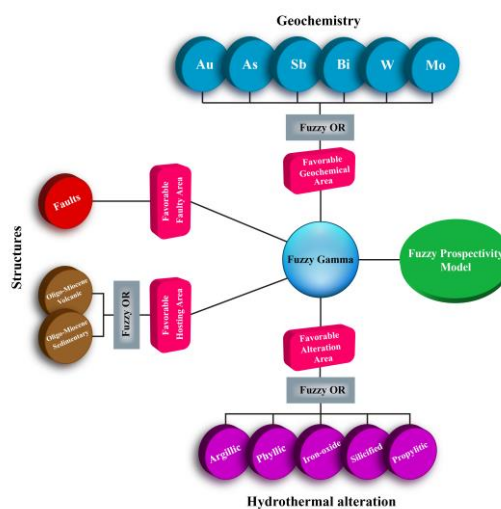 Geochemistry
Au As Sb Bi W Mo
Fuzzy OR
Favorable
Geochemical
Area
Structures
Faults
Favorable
Faulty Area
Fuzzy Gamma
Fuzzy Prospectivity
Model
Oligo-Miocene
Volcanic
Oligo-Miocene
Sedimentary
Fuzzy OR
Favorable
Hosting Area
Favorable
Alteration
Area
Fuzzy OR
Argillic Phyllic Iron-oxide Silicified Propylitic
Hydrothermal alteration